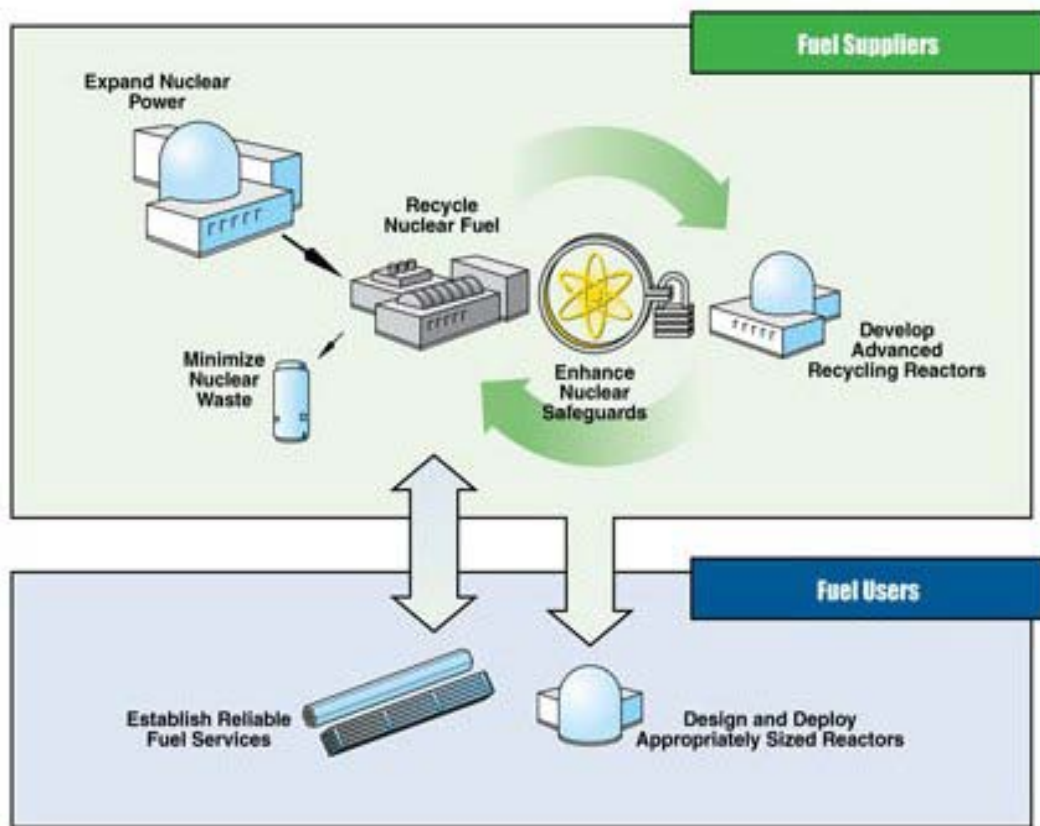 Fuel Suppliers
Expand Nuclear
Power
Recycle
Nuclear Fuel
Minimize
Nuclear
Waste
Enhance
Nuclear
Safeguards
Develop
Advanced
Recycling Reactors
Fuel Users
Establish Reliable
Fuel Services
Design and Deploy
Appropriately Sized Reactors